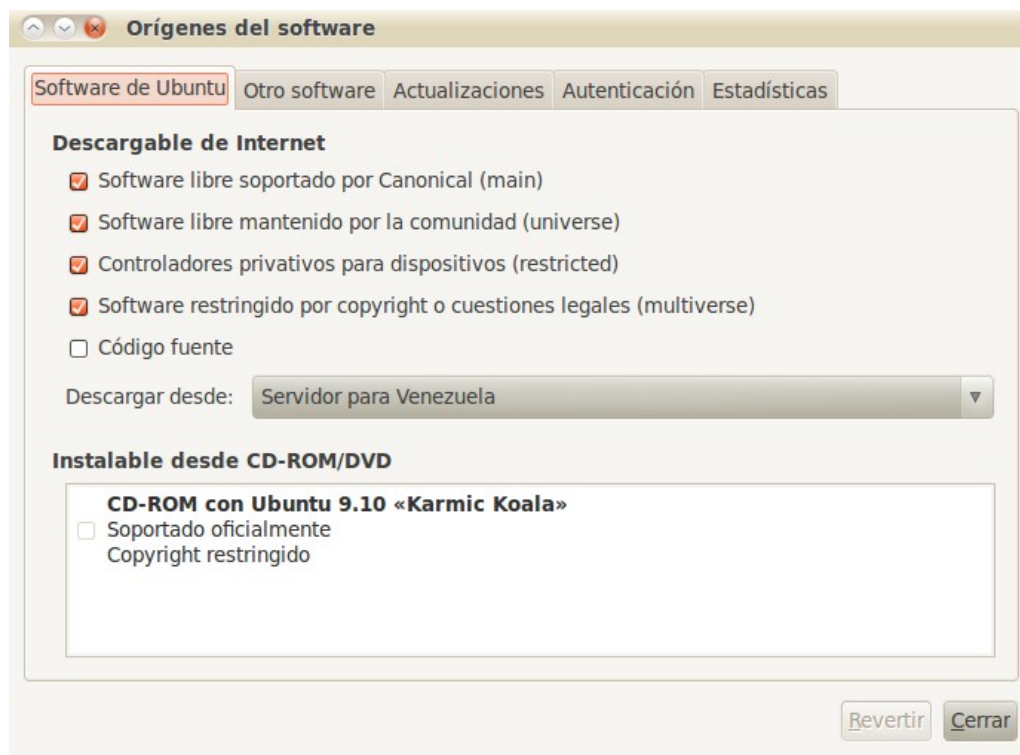 Orígenes del software
Software de Ubuntu Otro software Actualizaciones Autenticación Estadísticas
Descargable de Internet
Software libre soportado por Canonical (main)
Software libre mantenido por la comunidad (universe)
Controladores privativos para dispositivos (restricted)
Software restringido por copyright o cuestiones legales (multiverse)
Código fuente
Descargar desde: Servidor para Venezuela
Instalable desde CD-ROM/DVD
CD-ROM con Ubuntu 9.10 «Karmic Koala»
Soportado oficialmente
Copyright restringido
Revertir Cerrar